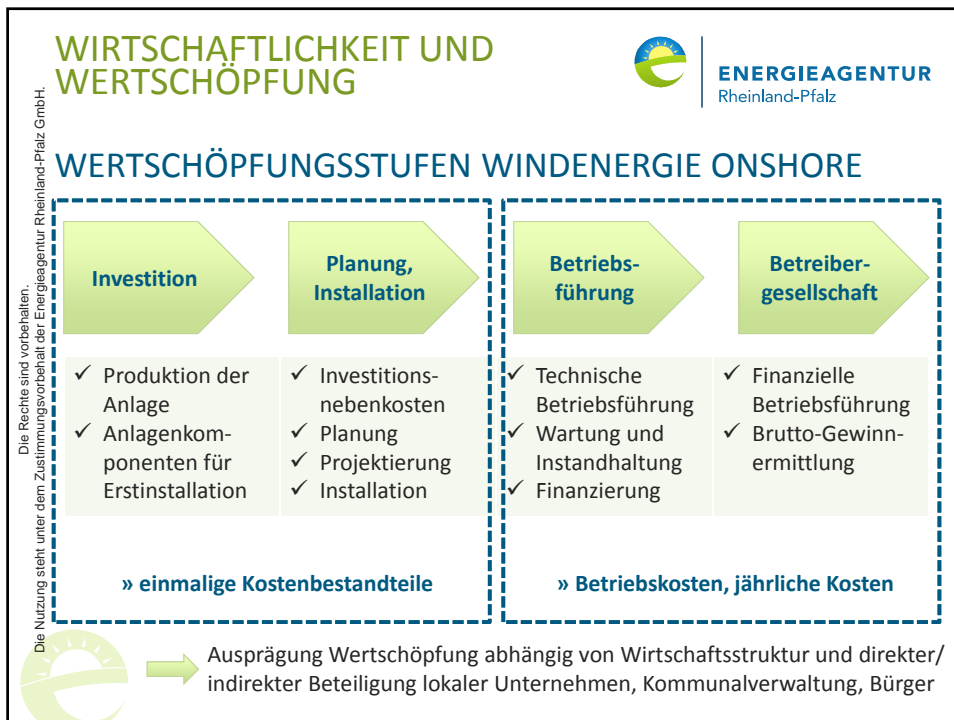 WIRTSCHAFTLICHKEIT UND
WERTSCHÖPFUNG
ENERGIEAGENTUR
Rheinland-Pfalz
Die Rechte sind vorbehalten.
Die Nutzung steht unter dem Zustimmungsvorbehalt der Energieagentur Rheinland-Pfalz GmbH.
WERTSCHÖPFUNGSSTUFEN WINDENERGIE ONSHORE
Investition
✓ Produktion der
Anlage
✓ Anlagenkom-
ponenten für
Erstinstallation
Planung,
Installation
✓ Investitions-
nebenkosten
✓ Planung
✓ Projektierung
✓ Installation
» einmalige Kostenbestandteile
Betriebs-
führung
✓ Technische
Betriebsführung
✓ Wartung und
Instandhaltung
✓ Finanzierung
Betreiber-
gesellschaft
✓ Finanzielle
Betriebsführung
✓ Brutto-Gewinn-
ermittlung
» Betriebskosten, jährliche Kosten
Ausprägung Wertschöpfung abhängig von Wirtschaftsstruktur und direkter/
indirekter Beteiligung lokaler Unternehmen, Kommunalverwaltung, Bürger